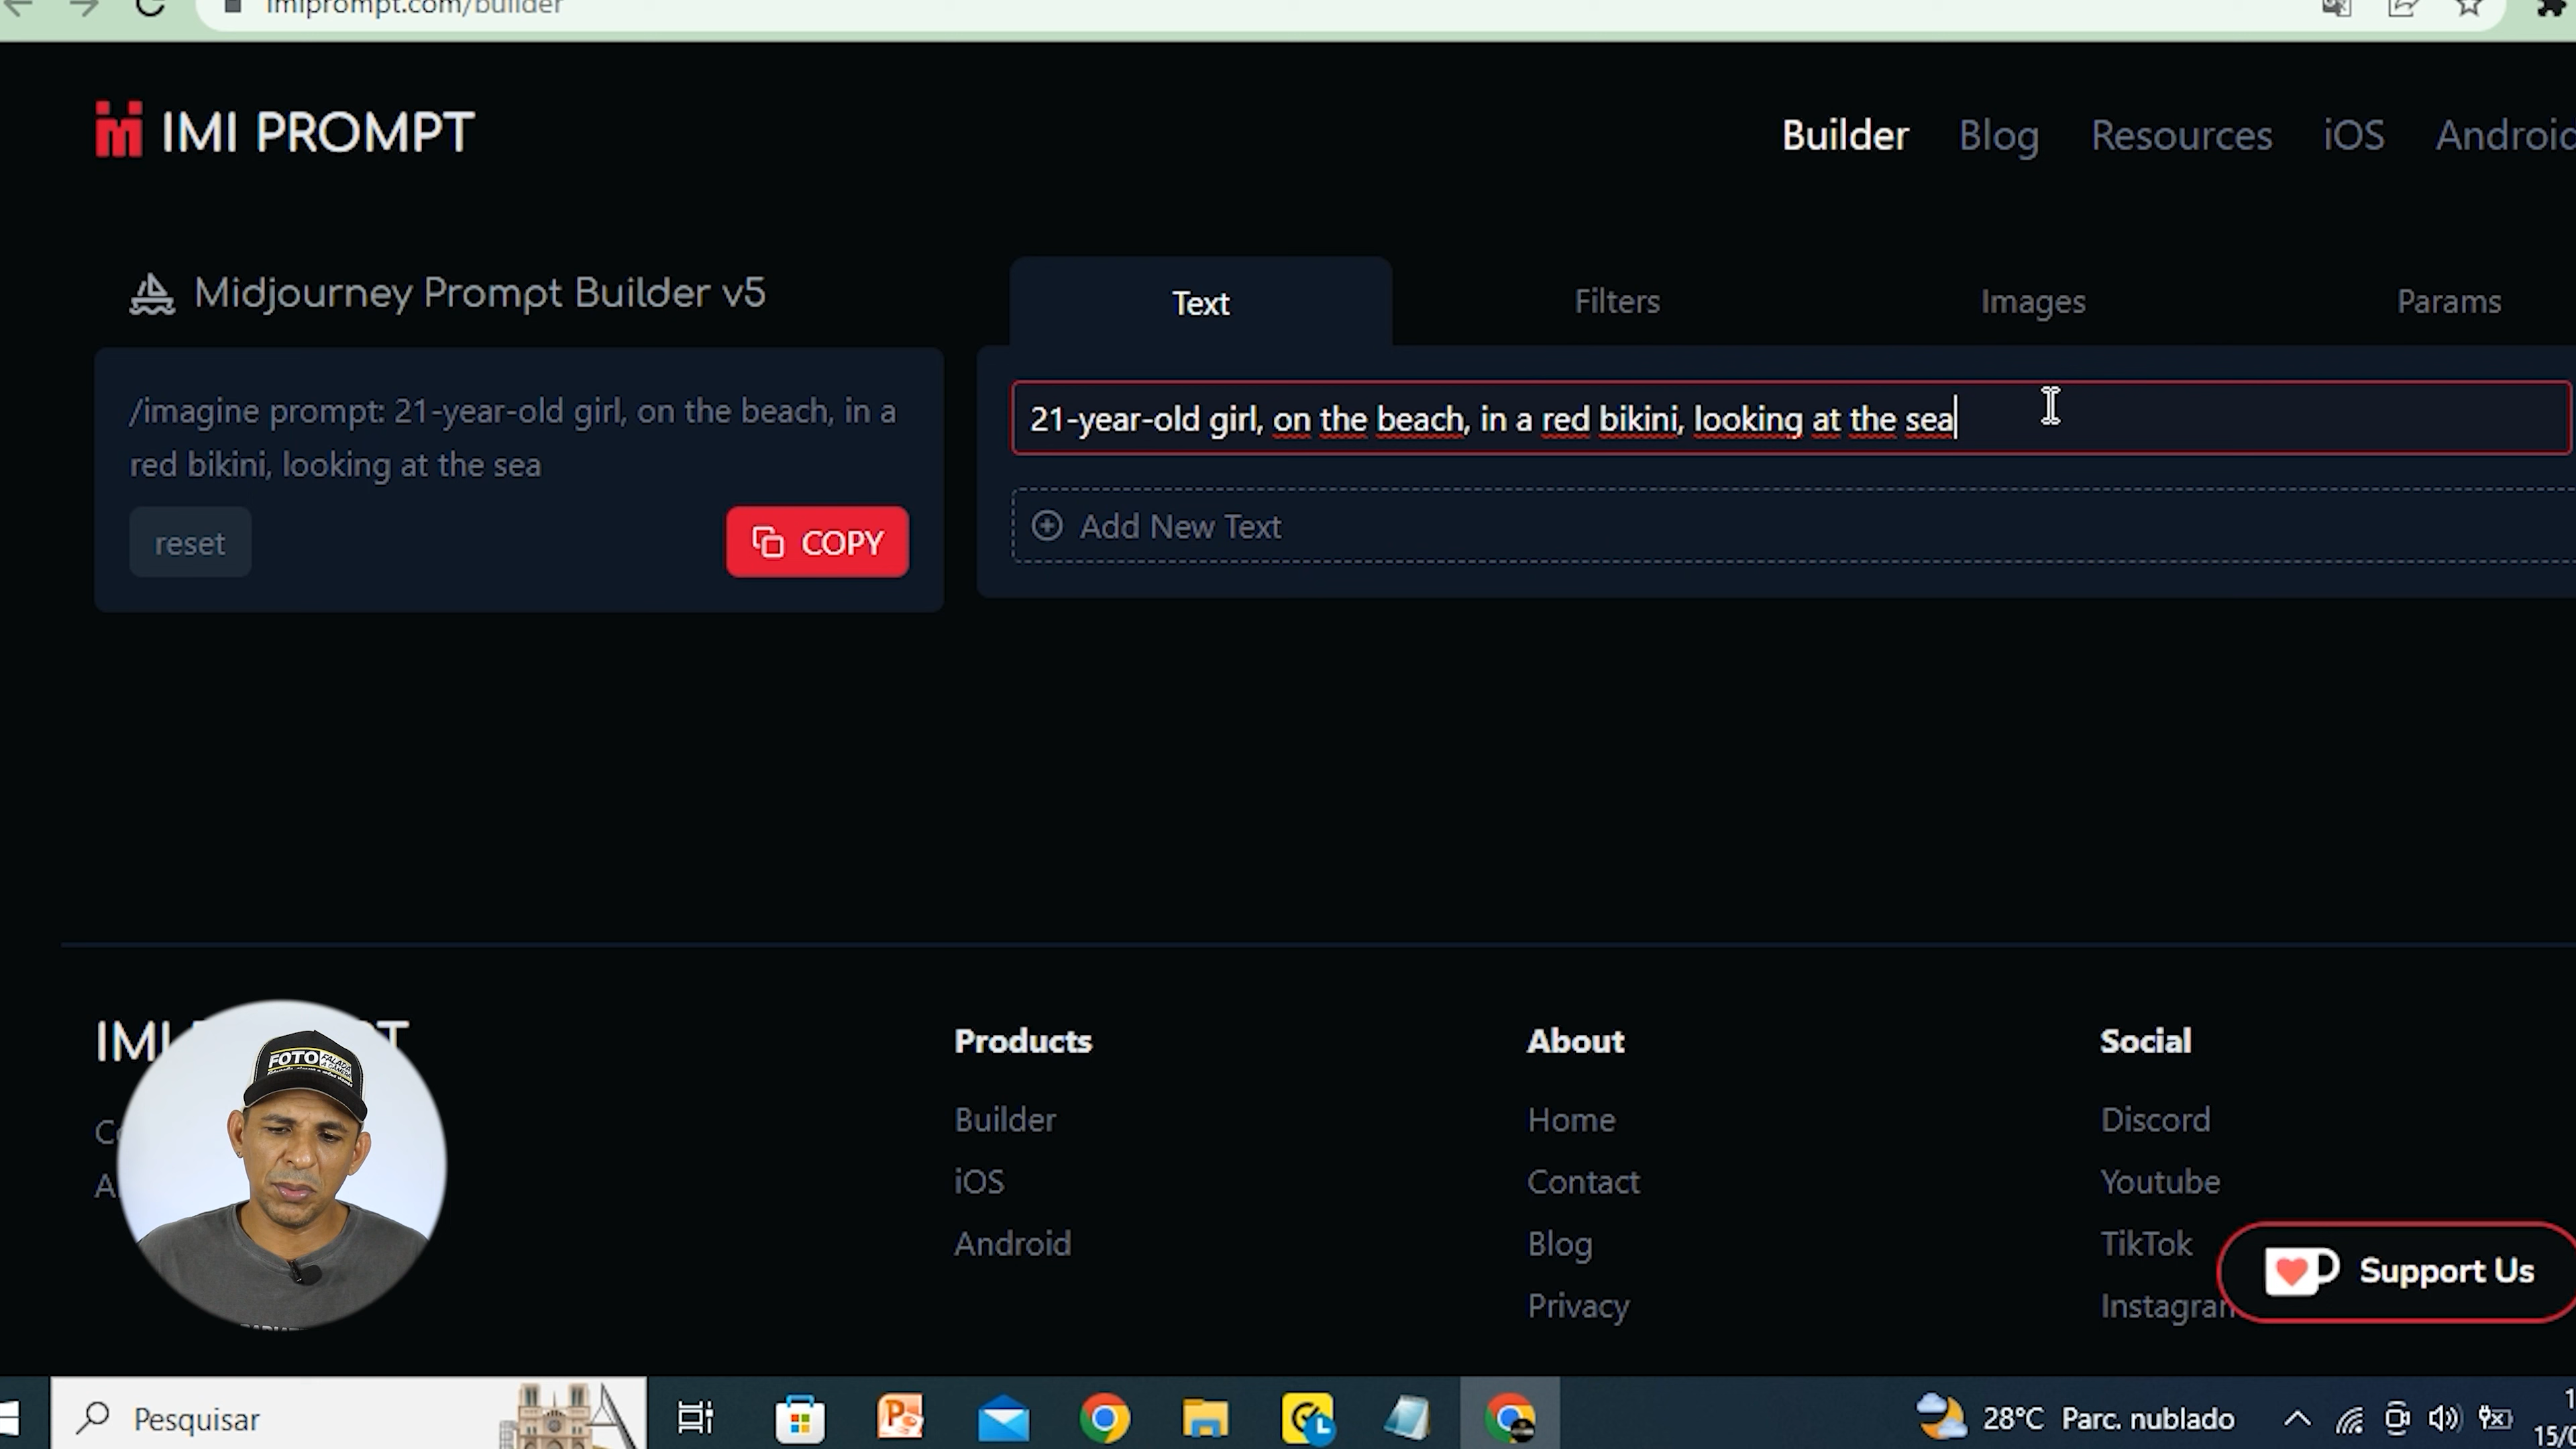 imiprompt.com/builder
IMI PROMPT
Builder Blog Resources iOS Android
Midjourney Prompt Builder v5
Text Filters Images Params
/imagine prompt: 21-year-old girl, on the beach, in a
red bikini, looking at the sea
21-year-old girl, on the beach, in a red bikini, looking at the sea
reset
COPY
Add New Text
FOTO
Products
Builder
iOS
Android
About
Home
Contact
Blog
Privacy
Social
Discord
Youtube
TikTok
Instagram
Support Us
Pesquisar
28°C Parc. nublado